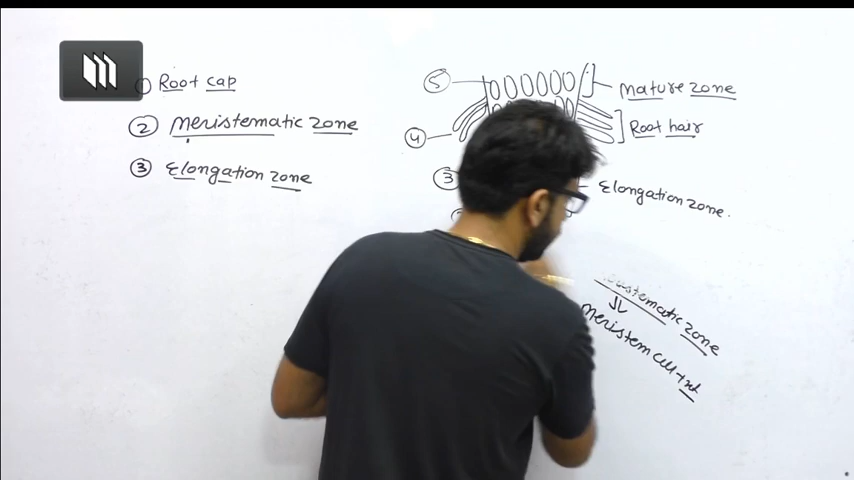 ① Root cap
② Meristematic zone
③ Elongation zone
⑤
Mature zone
Root hair
④
③
Elongation zone.
zone
Meristem cell